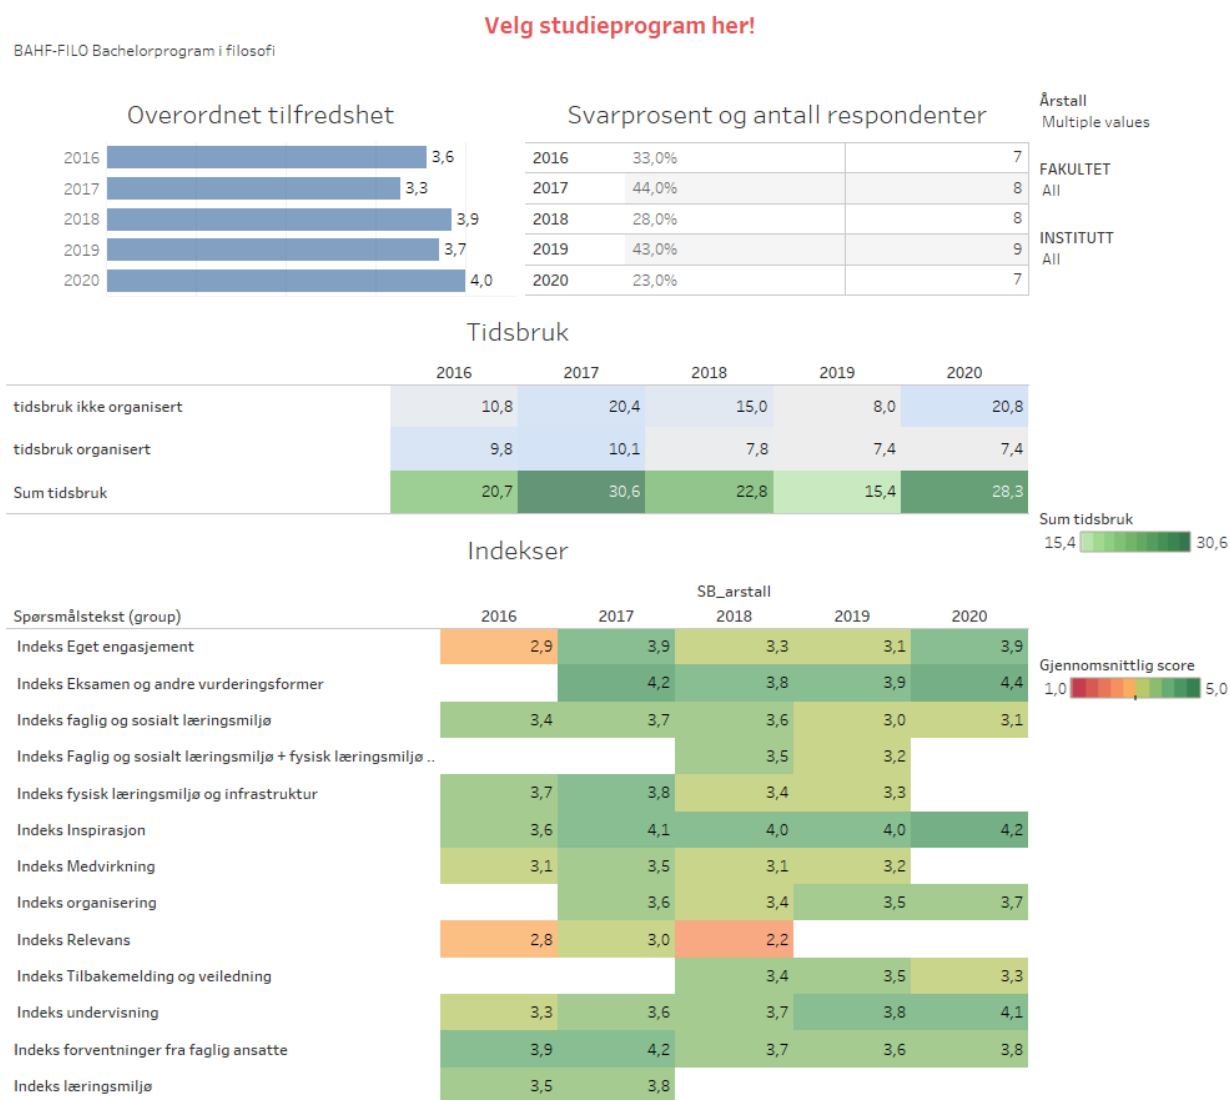 Velg studieprogram her!
BAHF-FILO Bachelorprogram i filosofi
Overordnet tilfredshet
2016 3,6
2017 3,3
2018 3,9
2019 3,7
2020 4,0
Svarprosent og antall respondenter
2016 33,0% 7
2017 44,0% 8
2018 28,0% 8
2019 43,0% 9
2020 23,0% 7
Årstall
Multiple values
FAKULTET
All
INSTITUTT
All
Tidsbruk
2016 2017 2018 2019 2020
tidsbruk ikke organisert 10,8 20,4 15,0 8,0 20,8
tidsbruk organisert 9,8 10,1 7,8 7,4 7,4
Sum tidsbruk 20,7 30,6 22,8 15,4 28,3
Sum tidsbruk
15,4 30,6
Indekser
SB_arstall
Spørsmålstekst (group) 2016 2017 2018 2019 2020
Indeks Eget engasjement 2,9 3,9 3,3 3,1 3,9
Indeks Eksamen og andre vurderingsformer 4,2 3,8 3,9 4,4
Indeks faglig og sosialt læringsmiljø 3,4 3,7 3,6 3,0 3,1
Indeks Faglig og sosialt læringsmiljø + fysisk læringsmiljø .. 3,5 3,2
Indeks fysisk læringsmiljø og infrastruktur 3,7 3,8 3,4 3,3
Indeks Inspirasjon 3,6 4,1 4,0 4,0 4,2
Indeks Medvirkning 3,1 3,5 3,1 3,2
Indeks organisering 3,6 3,4 3,5 3,7
Indeks Relevans 2,8 3,0 2,2
Indeks Tilbakemelding og veiledning 3,4 3,5 3,3
Indeks undervisning 3,3 3,6 3,7 3,8 4,1
Indeks forventninger fra faglig ansatte 3,9 4,2 3,7 3,6 3,8
Indeks læringsmiljø 3,5 3,8
Gjennomsnittlig score
1,0 5,0